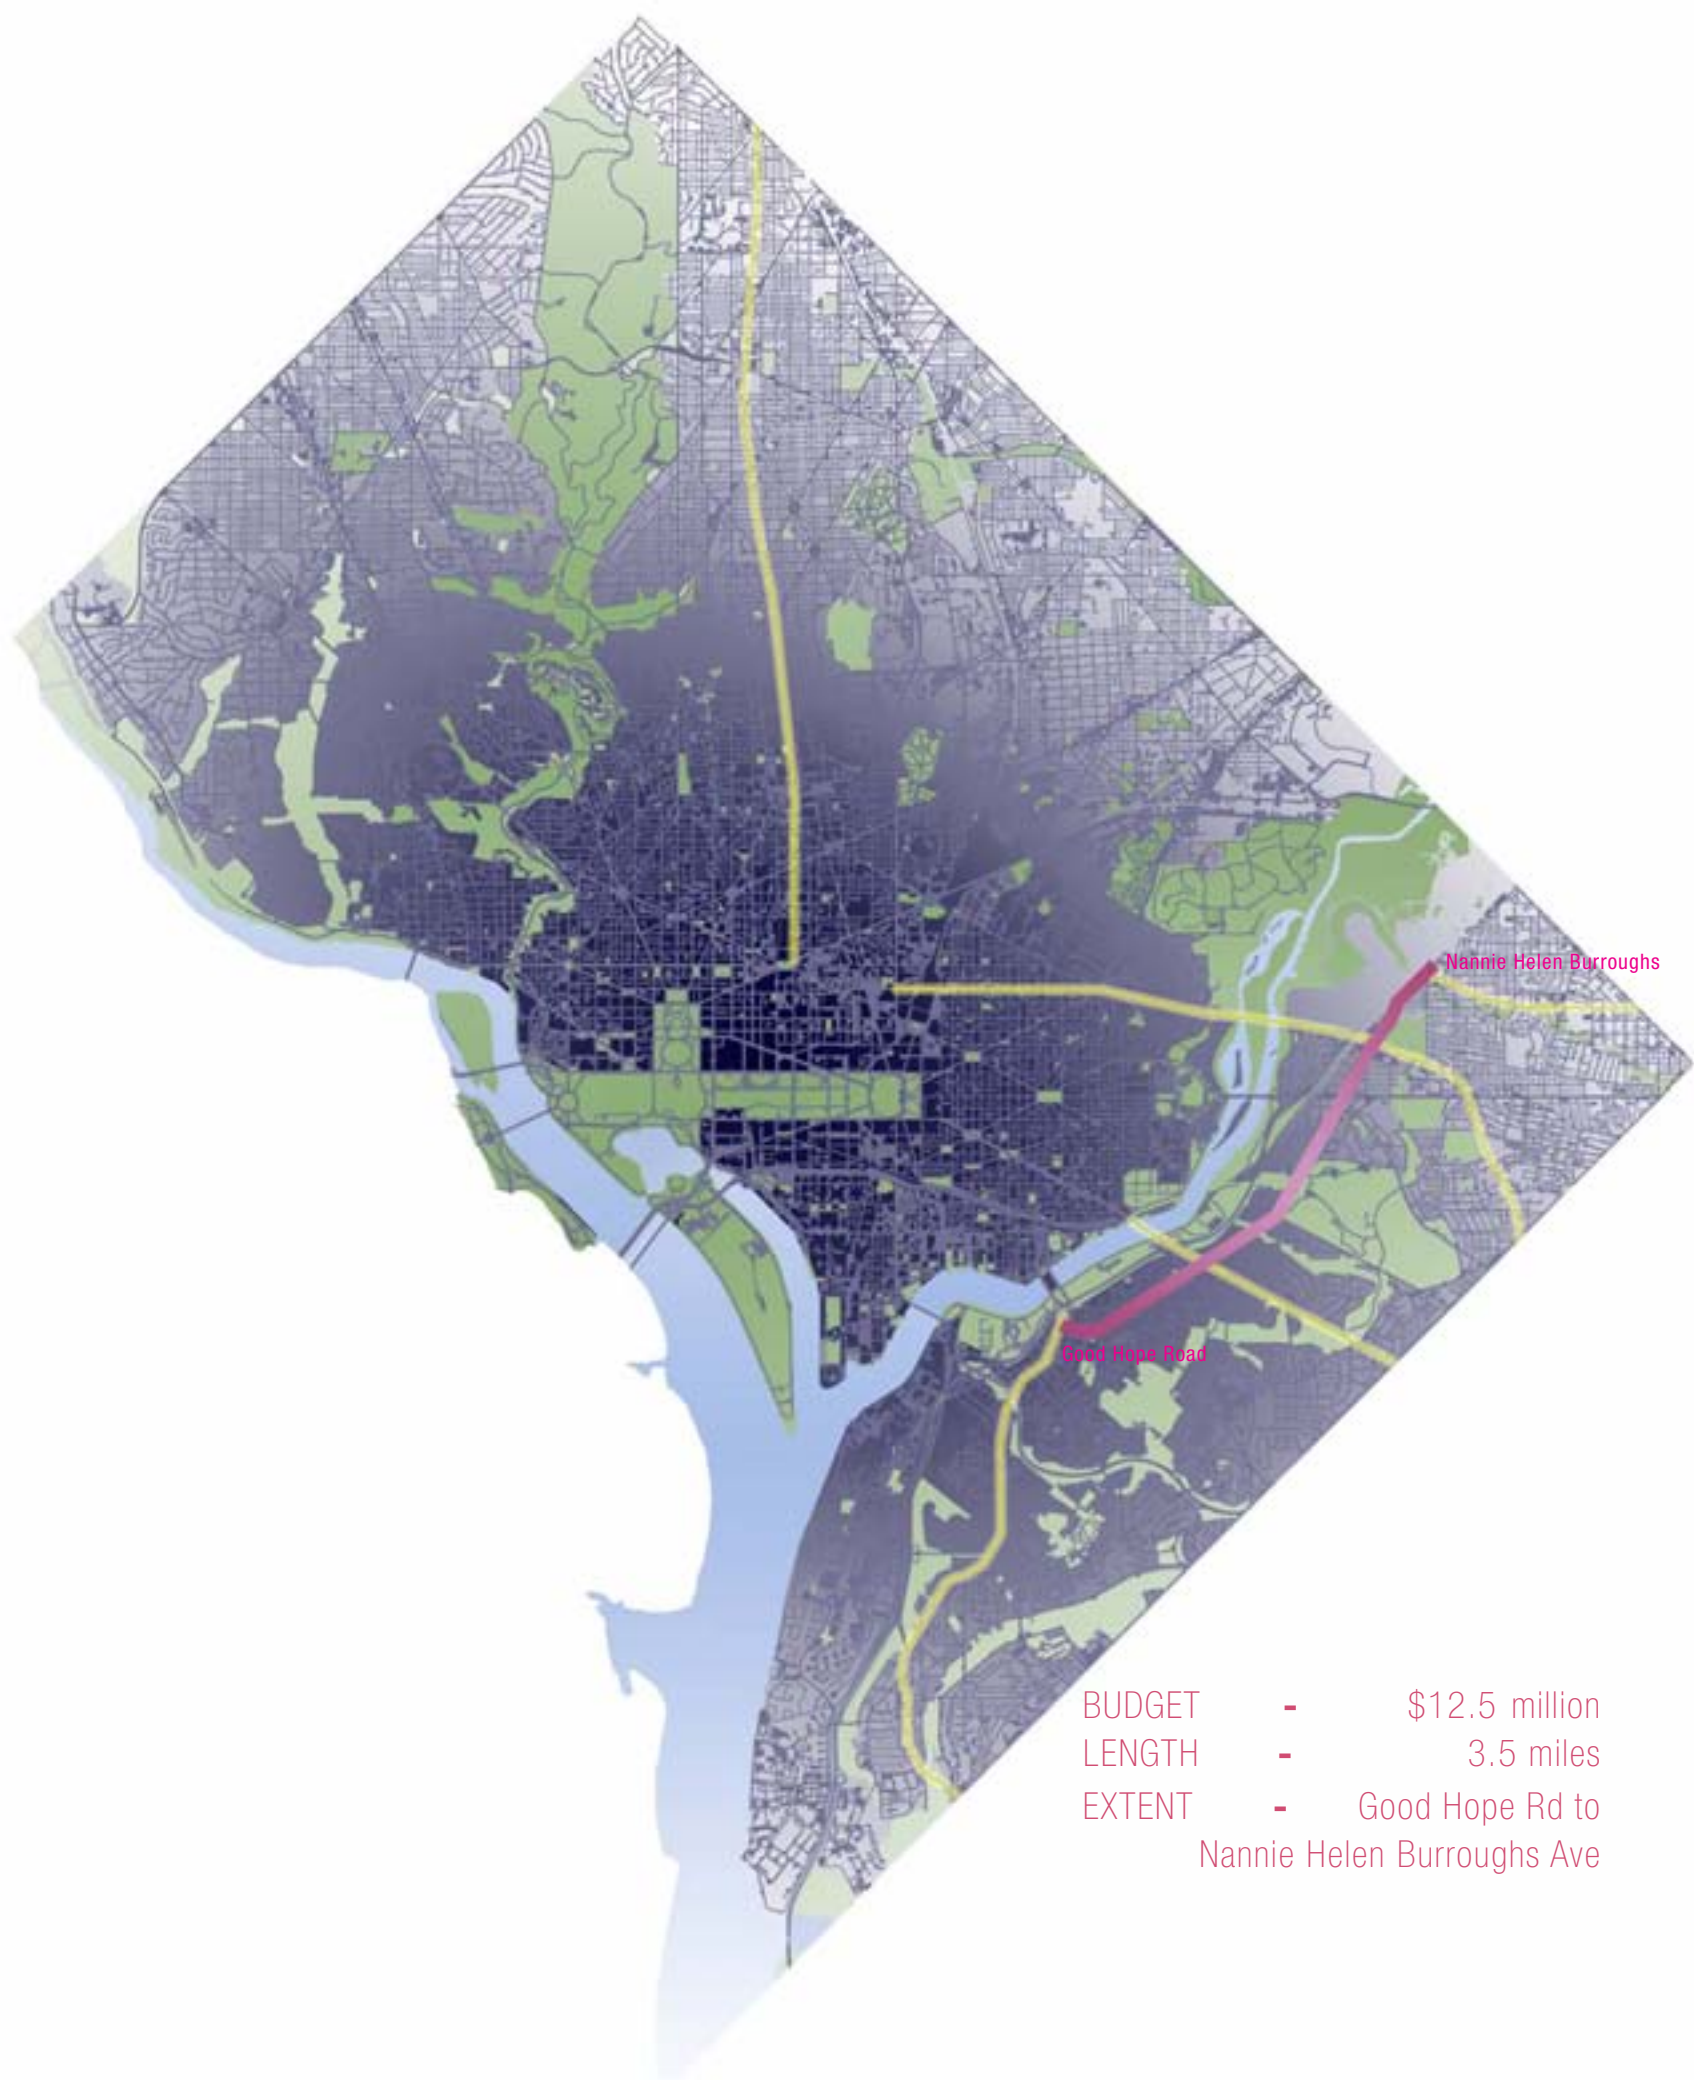 Nannie Helen Burroughs
Good Hope Road
BUDGET - $12.5 million
LENGTH - 3.5 miles
EXTENT - Good Hope Rd to
Nannie Helen Burroughs Ave